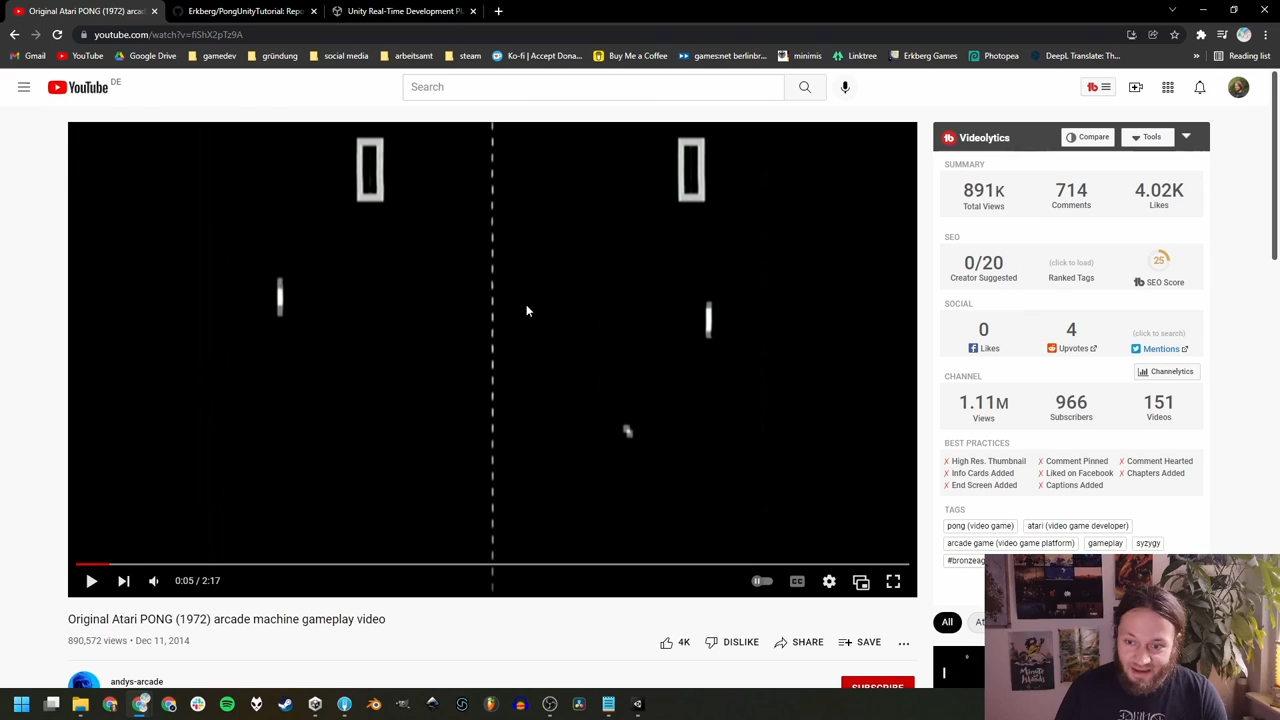 Original Atari PONG (1972) arcade
Erkberg/PongUnityTutorial: Repo
Unity Real-Time Development Pl
youtube.com/watch?v=fiShX2pTz9A
Gmail
YouTube
Google Drive
gamedev
gründung
social media
arbeitsamt
steam
Ko-fi | Accept Dona...
Buy Me a Coffee
games:net berlinbr...
minimis
Linktree
Erkberg Games
Photopea
DeepL Translate: Th...
Reading list
YouTube DE
Search
0 0
0:05 / 2:17
Original Atari PONG (1972) arcade machine gameplay video
890,572 views • Dec 11, 2014
4K
DISLIKE
SHARE
SAVE
andys-arcade
SUBSCRIBE
tb Videolytics
Compare
Tools
SUMMARY
891K 714 4.02K
Total Views Comments Likes
SEO
0/20 (click to load) 25
Creator Suggested Ranked Tags tb SEO Score
SOCIAL
0 4 (click to search)
Likes Upvotes Mentions
CHANNEL
Channelytics
1.11M 966 151
Views Subscribers Videos
BEST PRACTICES
X High Res. Thumbnail X Comment Pinned X Comment Hearted
X Info Cards Added X Liked on Facebook X Chapters Added
X End Screen Added X Captions Added
TAGS
pong (video game) atari (video game developer)
arcade game (video game platform) gameplay syzygy
#bronzeag
All